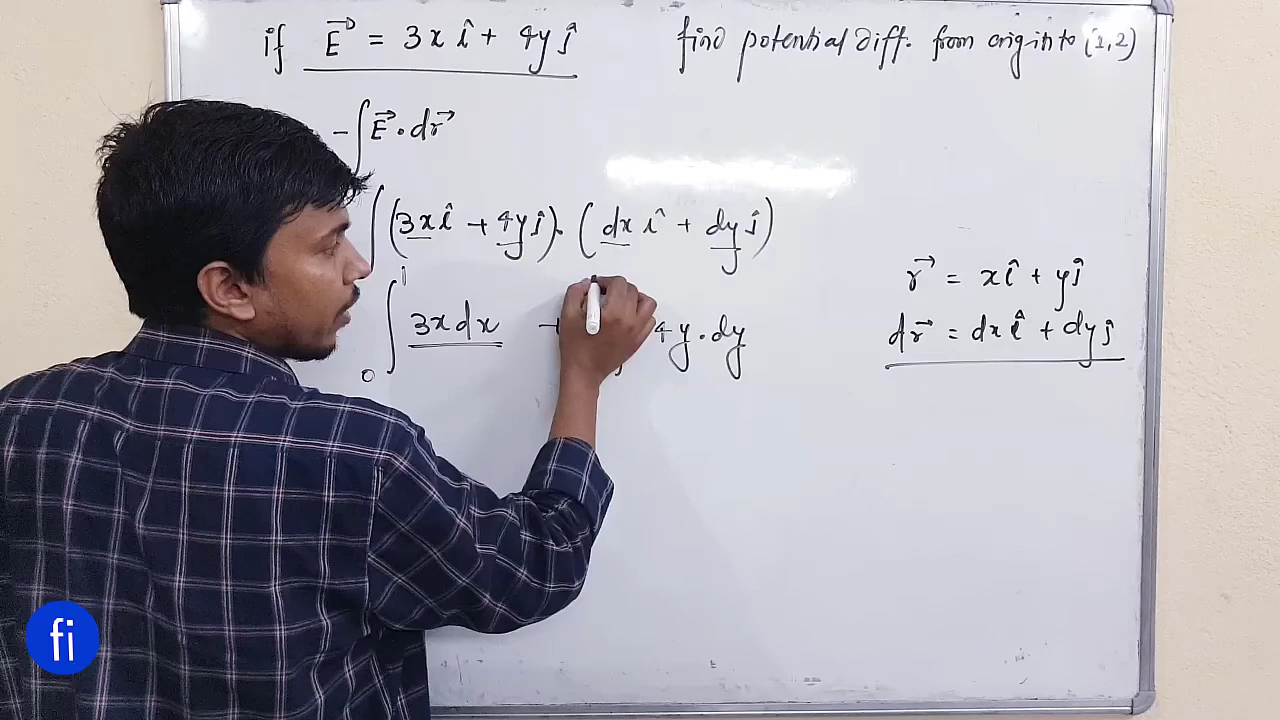 if E⃗ = 3x î + 4y ĵ find potential diff. from origin to (1,2)
- ∫ E⃗ . dr⃗
∫ (3x î + 4y ĵ) . (dx î + dy ĵ)
∫₀¹ 3x dx + 4y . dy
r⃗ = x î + y ĵ
dr⃗ = dx î + dy ĵ
fi